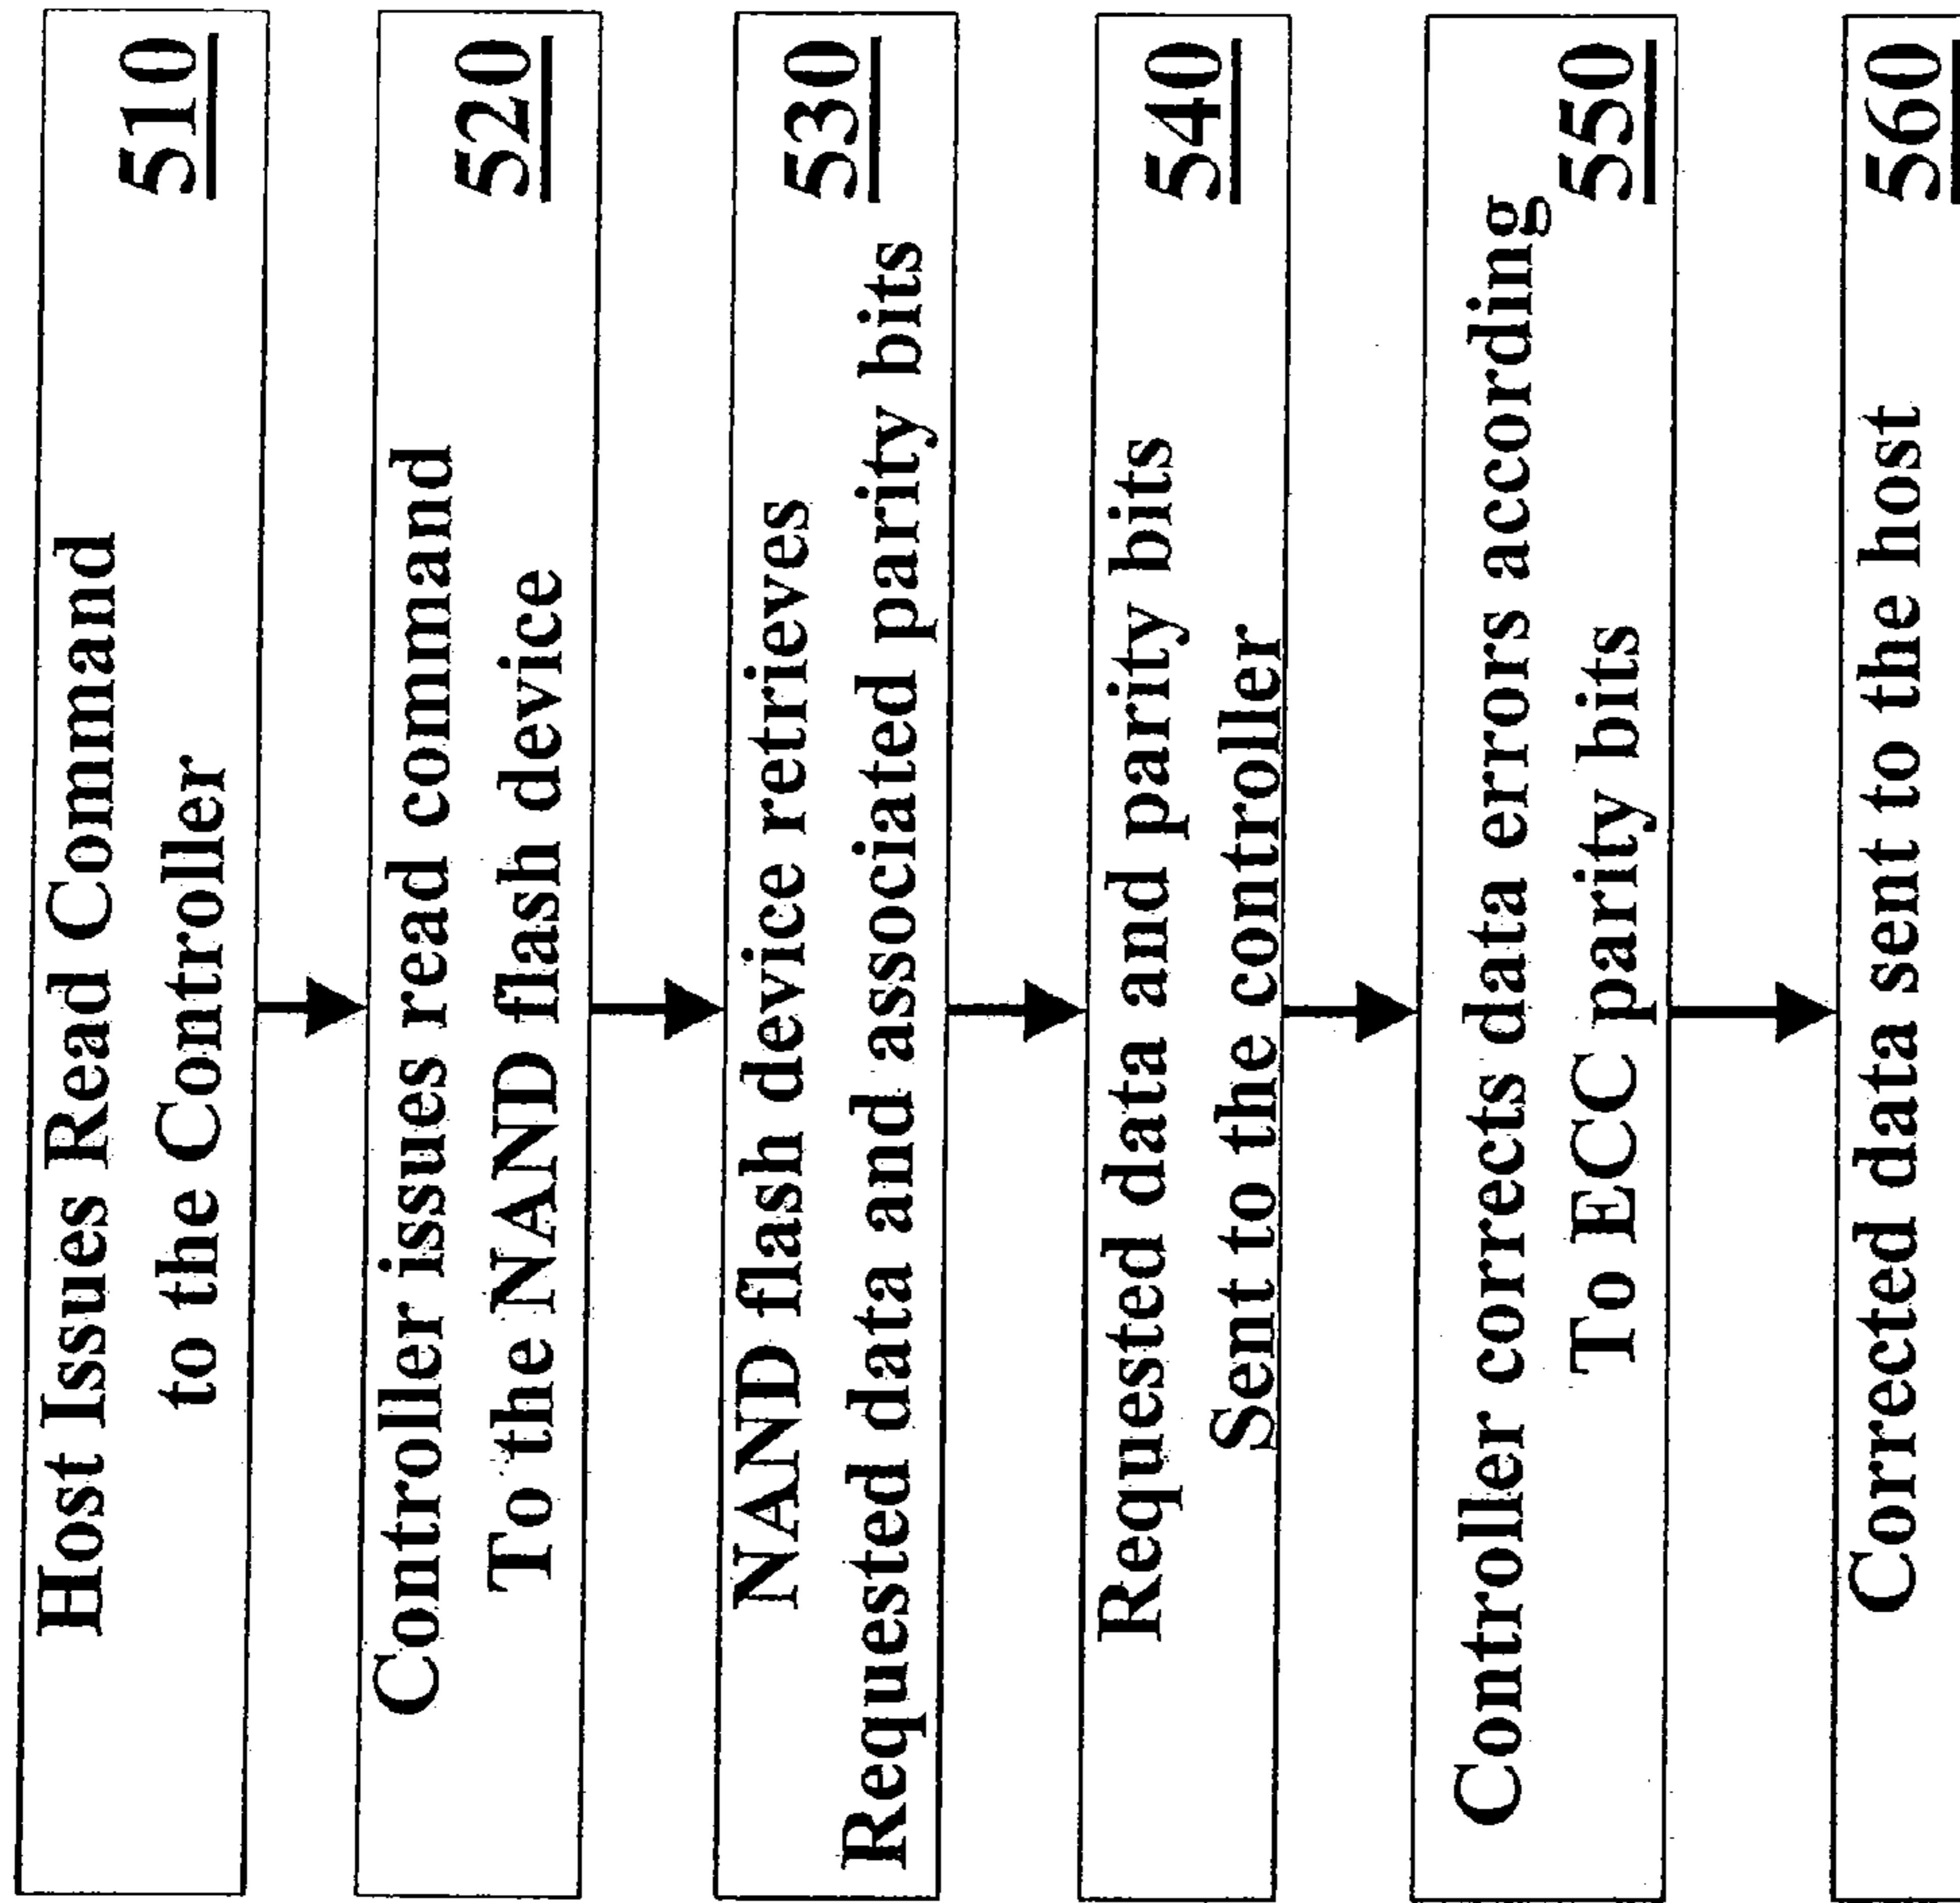 Host Issues Read Command
to the Controller
510
Controller issues read command
To the NAND flash device
520
NAND flash device retrieves
Requested data and associated parity bits
530
Requested data and parity bits
Sent to the controller
540
Controller corrects data errors according
To ECC parity bits
550
Corrected data sent to the host
560